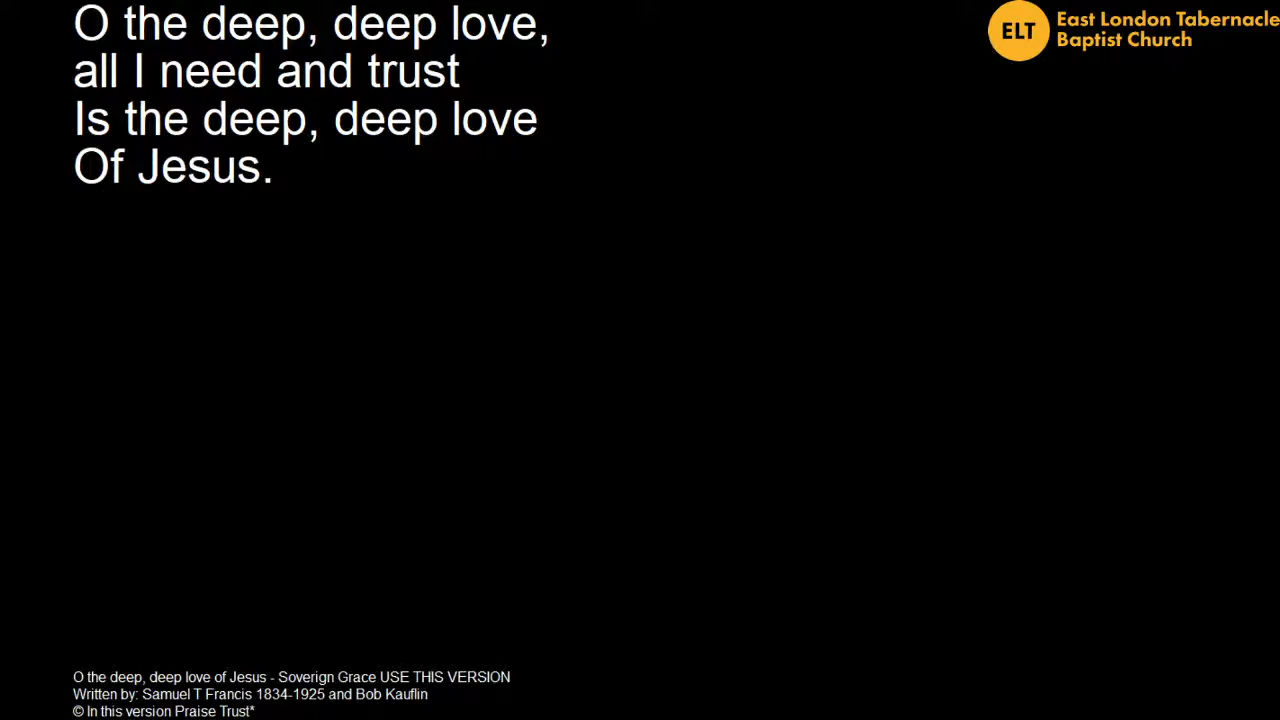 O the deep, deep love,
all I need and trust
Is the deep, deep love
Of Jesus.
ELT
East London Tabernacle
Baptist Church
O the deep, deep love of Jesus - Soverign Grace USE THIS VERSION
Written by: Samuel T Francis 1834-1925 and Bob Kauflin
© In this version Praise Trust*